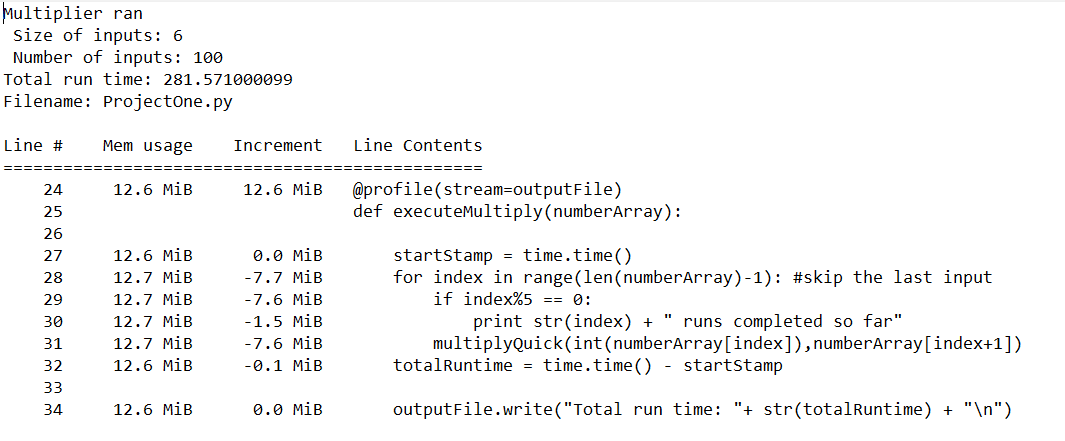 Multiplier ran
 Size of inputs: 6
 Number of inputs: 100
Total run time: 281.571000099
Filename: ProjectOne.py

Line #    Mem usage    Increment   Line Contents
================================================
    24     12.6 MiB     12.6 MiB   @profile(stream=outputFile)
    25                             def executeMultiply(numberArray):
    26
    27     12.6 MiB      0.0 MiB       startStamp = time.time()
    28     12.7 MiB     -7.7 MiB       for index in range(len(numberArray)-1): #skip the last input
    29     12.7 MiB     -7.6 MiB           if index%5 == 0:
    30     12.7 MiB     -1.5 MiB               print str(index) + " runs completed so far"
    31     12.7 MiB     -7.6 MiB           multiplyQuick(int(numberArray[index]),numberArray[index+1])
    32     12.6 MiB     -0.1 MiB       totalRuntime = time.time() - startStamp
    33
    34     12.6 MiB      0.0 MiB       outputFile.write("Total run time: "+ str(totalRuntime) + "\n")